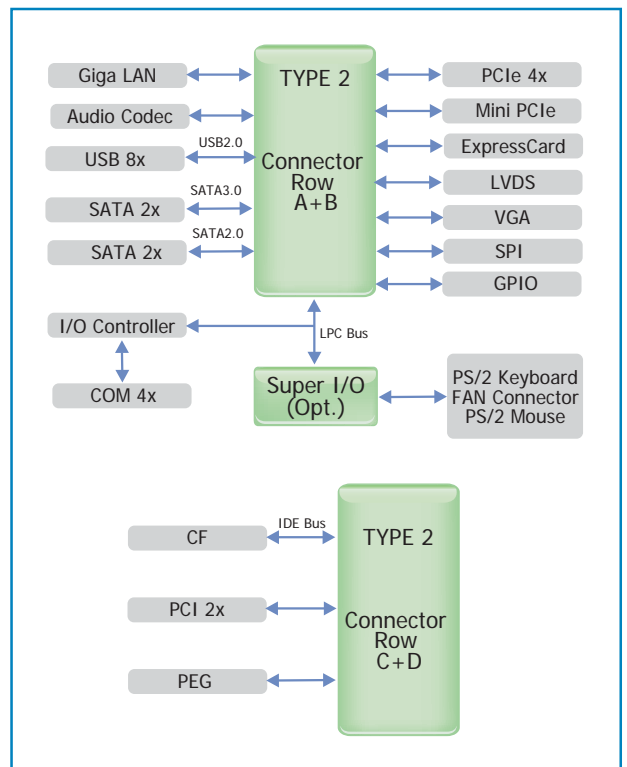 Giga LAN
TYPE 2
PCIe 4x
Audio Codec
Mini PCIe
USB 8x
USB2.0
Connector
Row
A+B
ExpressCard
SATA3.0
SATA 2x
LVDS
VGA
SATA2.0
SATA 2x
SPI
GPIO
I/O Controller
LPC Bus
COM 4x
Super I/O
(Opt.)
PS/2 Keyboard
FAN Connector
PS/2 Mouse
CF
IDE Bus
TYPE 2
PCI 2x
Connector
Row
C+D
PEG